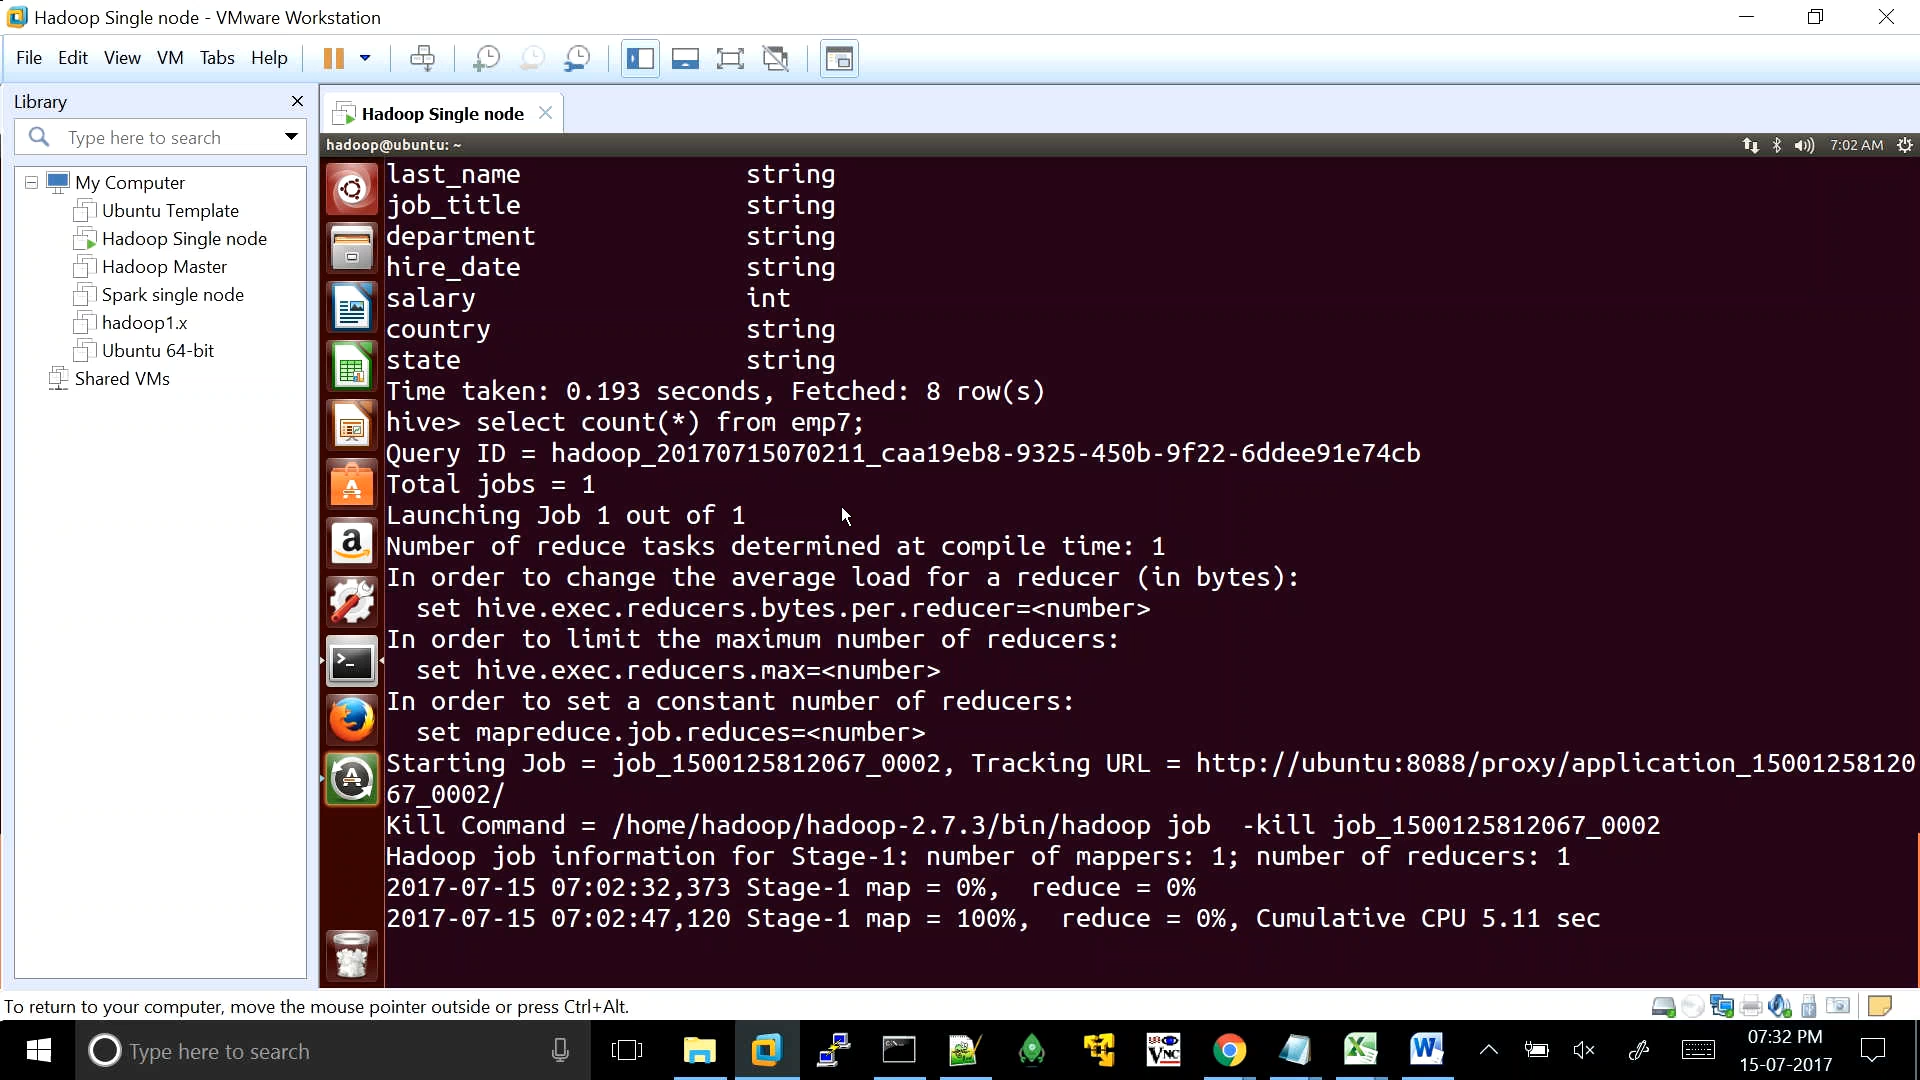 Hadoop Single node - VMware Workstation
File Edit View VM Tabs Help
Library
Type here to search
My Computer
Ubuntu Template
Hadoop Single node
Hadoop Master
Spark single node
hadoop1.x
Ubuntu 64-bit
Shared VMs
Hadoop Single node
hadoop@ubuntu: ~
7:02 AM
last_name string
job_title string
department string
hire_date string
salary int
country string
state string
Time taken: 0.193 seconds, Fetched: 8 row(s)
hive> select count(*) from emp7;
Query ID = hadoop_20170715070211_caa19eb8-9325-450b-9f22-6ddee91e74cb
Total jobs = 1
Launching Job 1 out of 1
Number of reduce tasks determined at compile time: 1
In order to change the average load for a reducer (in bytes):
set hive.exec.reducers.bytes.per.reducer=<number>
In order to limit the maximum number of reducers:
set hive.exec.reducers.max=<number>
In order to set a constant number of reducers:
set mapreduce.job.reduces=<number>
Starting Job = job_1500125812067_0002, Tracking URL = http://ubuntu:8088/proxy/application_15001258120
67_0002/
Kill Command = /home/hadoop/hadoop-2.7.3/bin/hadoop job  -kill job_1500125812067_0002
Hadoop job information for Stage-1: number of mappers: 1; number of reducers: 1
2017-07-15 07:02:32,373 Stage-1 map = 0%,  reduce = 0%
2017-07-15 07:02:47,120 Stage-1 map = 100%,  reduce = 0%, Cumulative CPU 5.11 sec
To return to your computer, move the mouse pointer outside or press Ctrl+Alt.
Type here to search
07:32 PM
15-07-2017